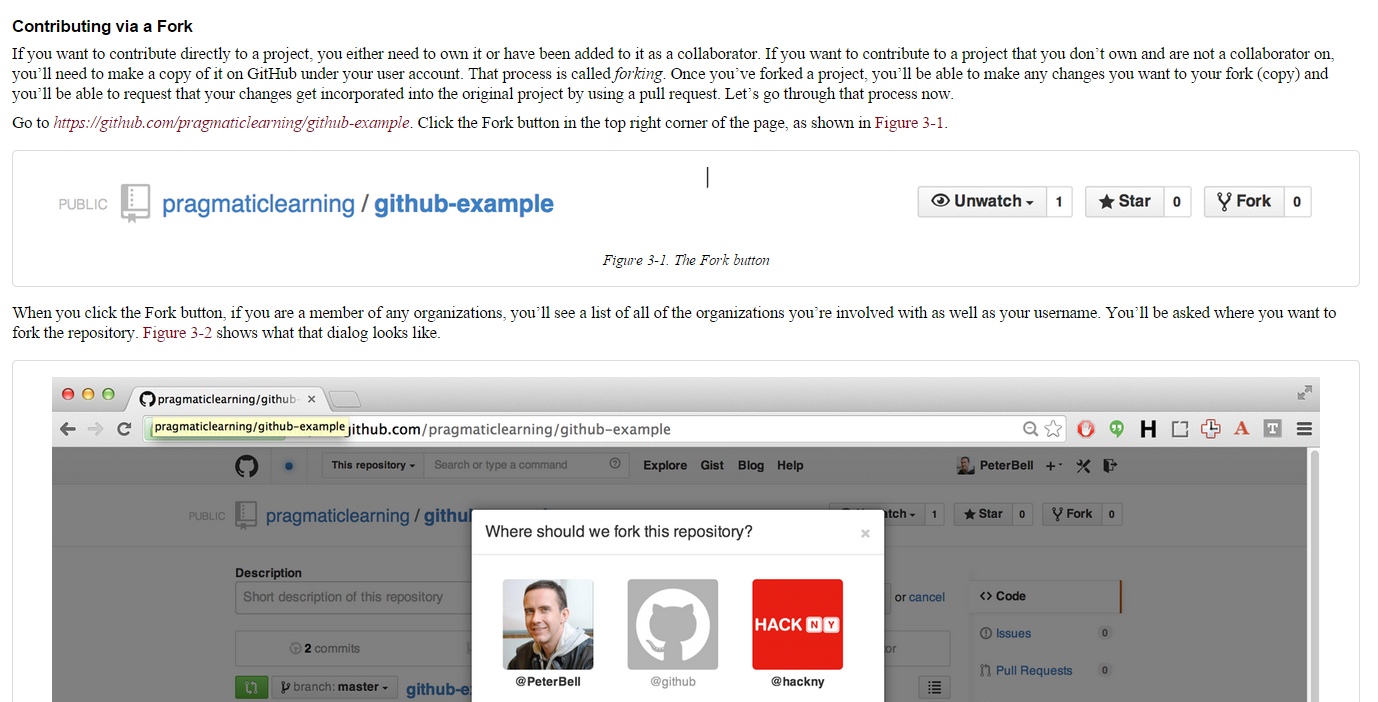 Contributing via a Fork
If you want to contribute directly to a project, you either need to own it or have been added to it as a collaborator. If you want to contribute to a project that you don’t own and are not a collaborator on,
you’ll need to make a copy of it on GitHub under your user account. That process is called forking. Once you’ve forked a project, you’ll be able to make any changes you want to your fork (copy) and
you’ll be able to request that your changes get incorporated into the original project by using a pull request. Let’s go through that process now.
Go to https://github.com/pragmaticlearning/github-example. Click the Fork button in the top right corner of the page, as shown in Figure 3-1.
PUBLIC pragmaticlearning / github-example Unwatch 1 Star 0 Fork 0
Figure 3-1. The Fork button
When you click the Fork button, if you are a member of any organizations, you’ll see a list of all of the organizations you’re involved with as well as your username. You’ll be asked where you want to
fork the repository. Figure 3-2 shows what that dialog looks like.
pragmaticlearning/github-
pragmaticlearning/github-example github.com/pragmaticlearning/github-example
This repository Search or type a command Explore Gist Blog Help PeterBell
PUBLIC pragmaticlearning / githu tch 1 Star 0 Fork 0
Where should we fork this repository?
Description
Short description of this repository or cancel
Code
HACK NY
Issues 0
2 commits or
Pull Requests 0
@PeterBell @github @hackny
branch: master github-e